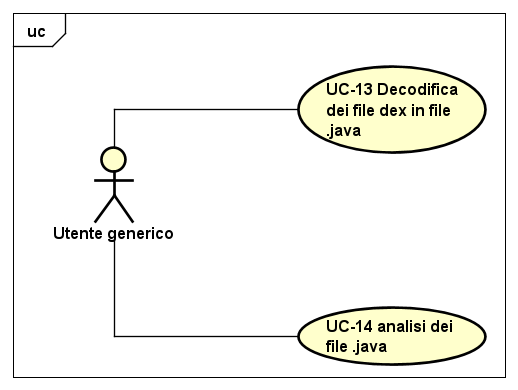 uc
UC-13 Decodifica
dei file dex in file
.java
Utente generico
UC-14 analisi dei
file .java